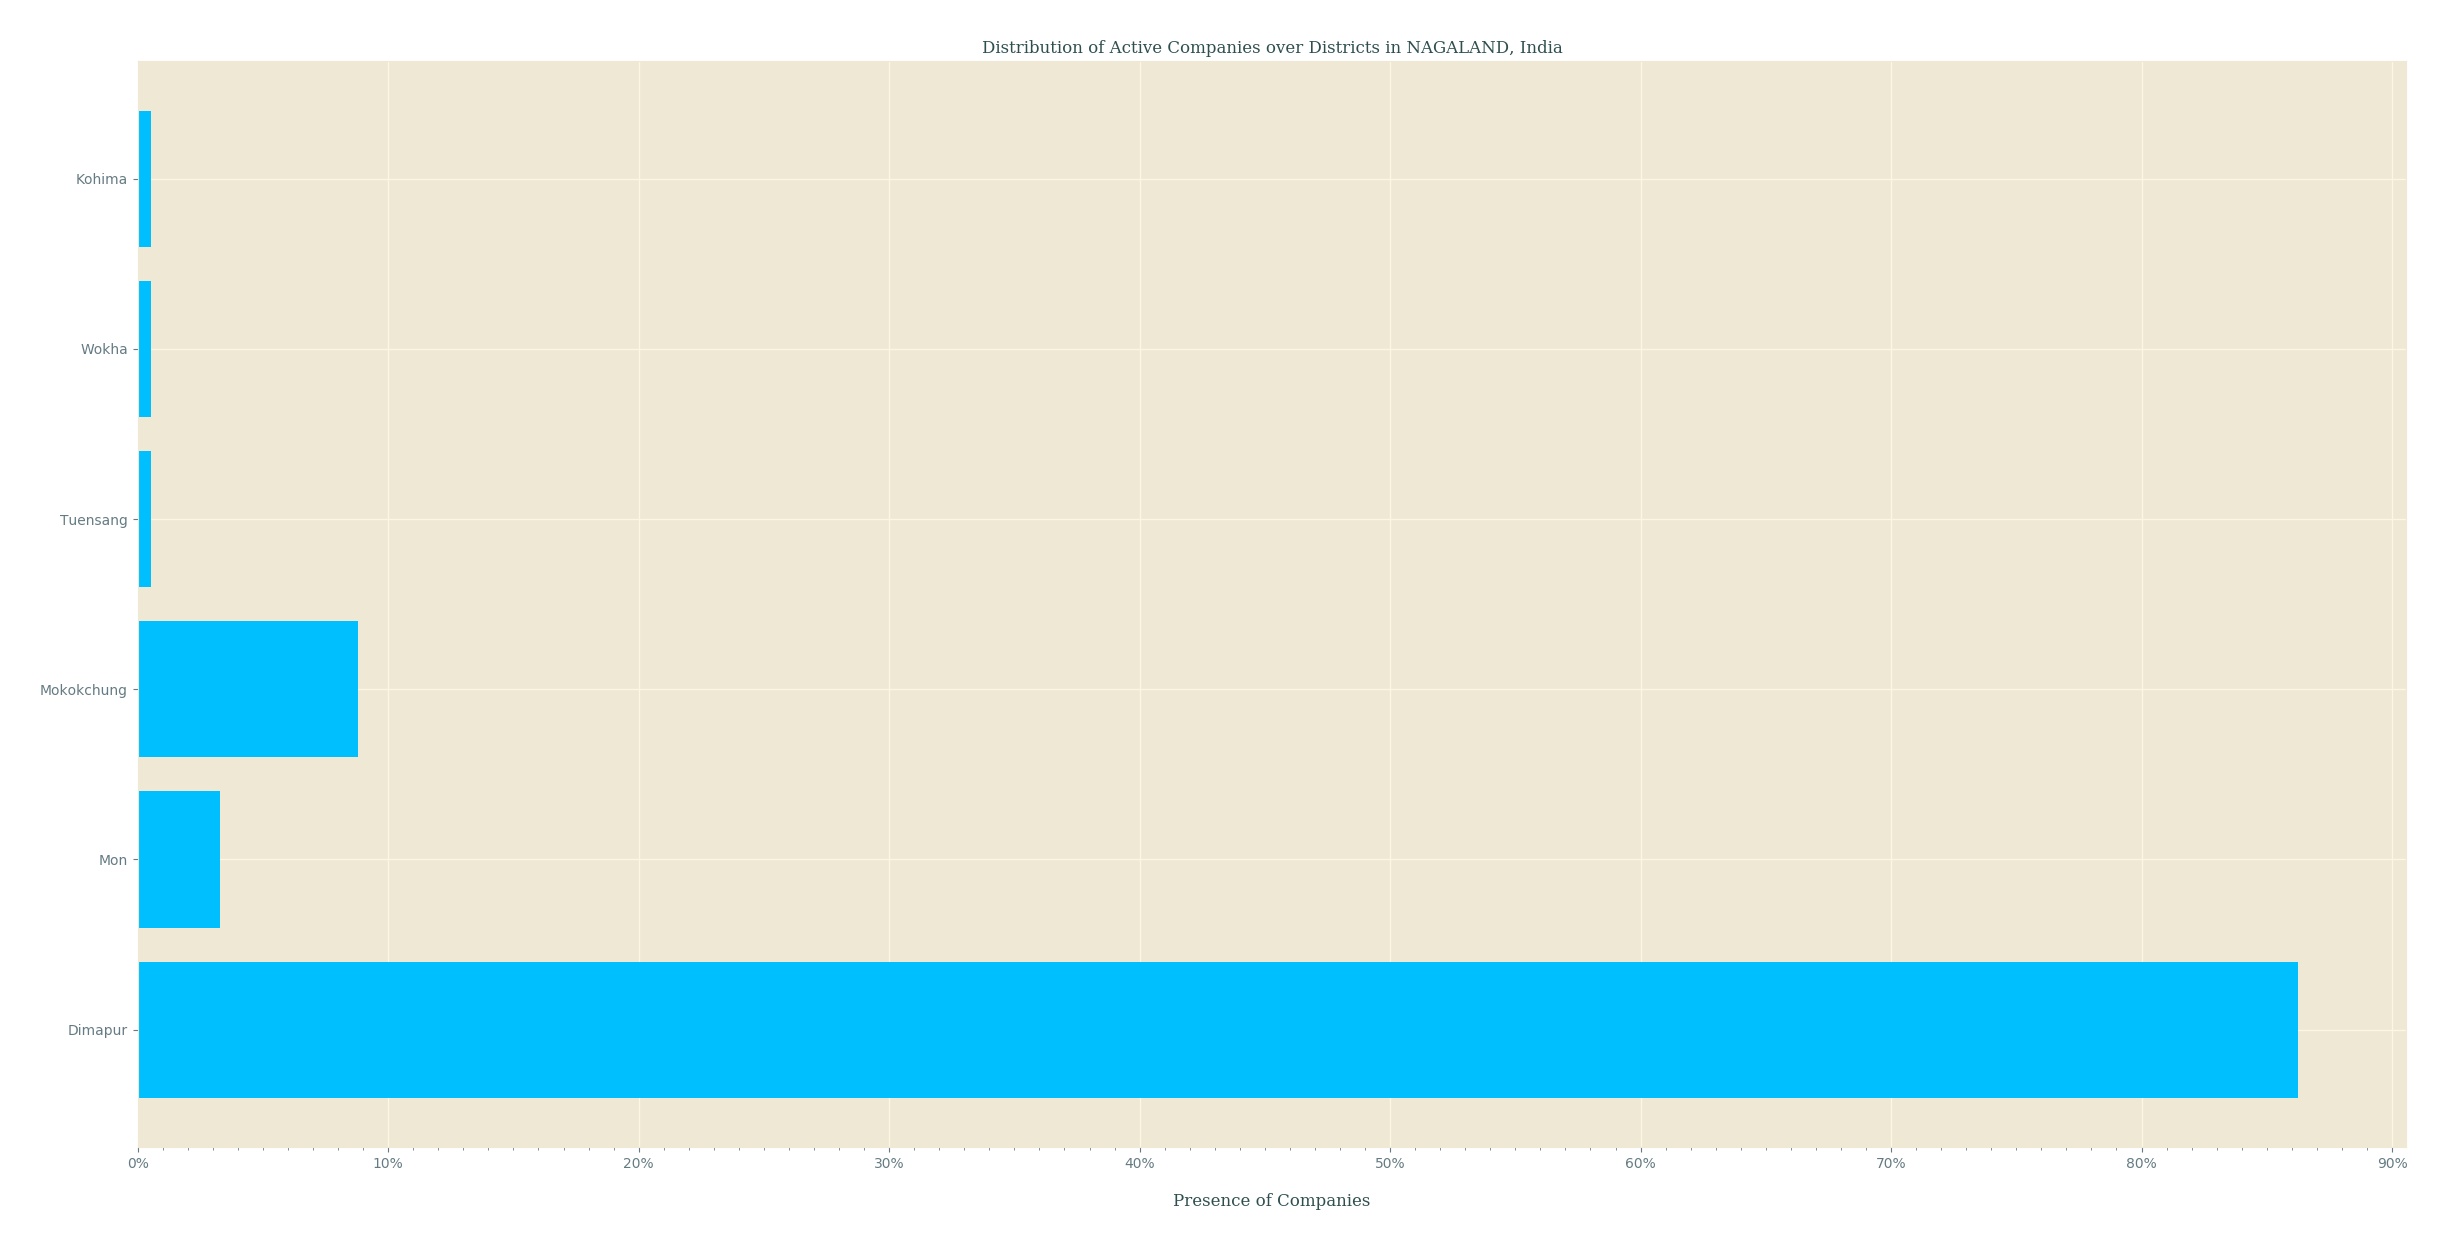 Distribution of Active Companies over Districts in NAGALAND, India
Kohima
Wokha
Tuensang
Mokokchung
Mon
Dimapur
0% 10% 20% 30% 40% 50% 60% 70% 80% 90%
Presence of Companies